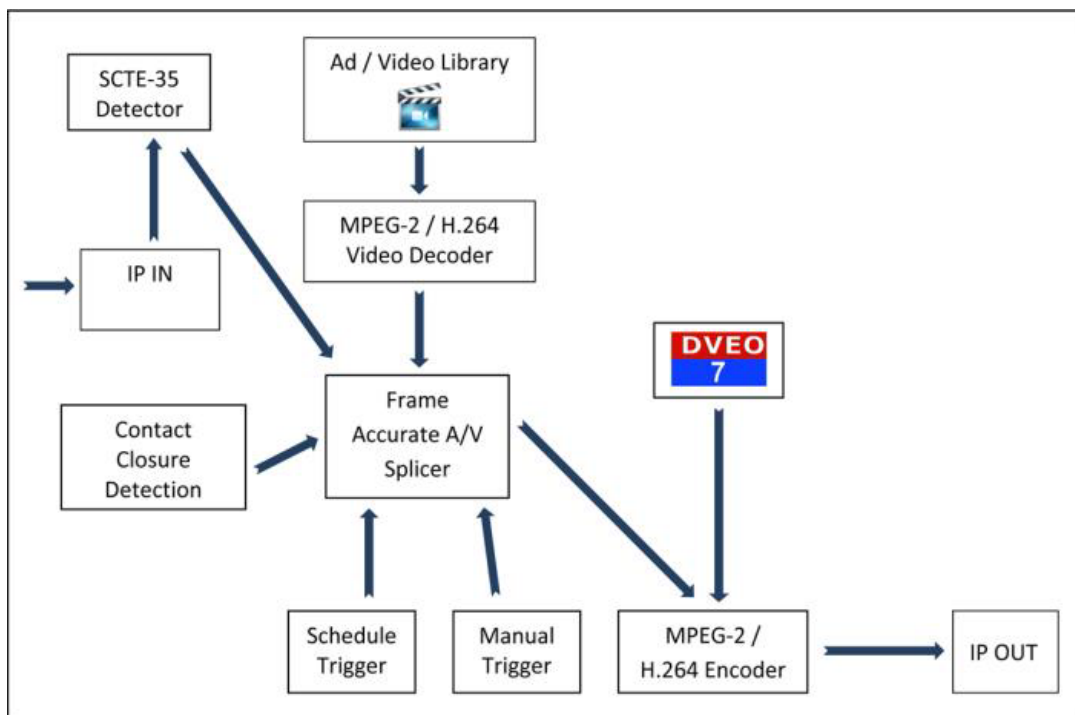 SCTE-35
Detector
Ad / Video Library
MPEG-2 / H.264
Video Decoder
IP IN
DVEO
7
Frame
Accurate A/V
Splicer
Contact
Closure
Detection
Schedule
Trigger
Manual
Trigger
MPEG-2 /
H.264 Encoder
IP OUT